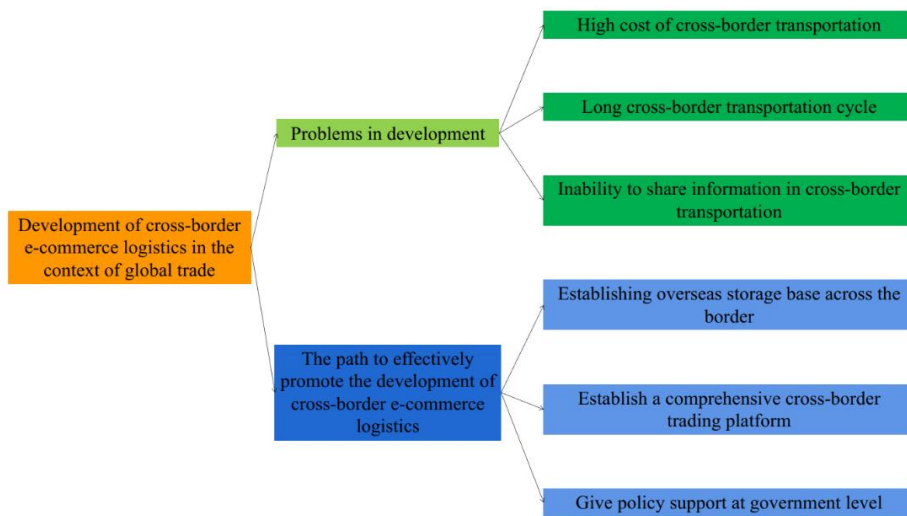 High cost of cross-border transportation
Long cross-border transportation cycle
Problems in development
Inability to share information in cross-border
transportation
Development of cross-border
e-commerce logistics in the
context of global trade
Establishing overseas storage base across the
border
The path to effectively
promote the development of
cross-border e-commerce
logistics
Establish a comprehensive cross-border
trading platform
Give policy support at government level